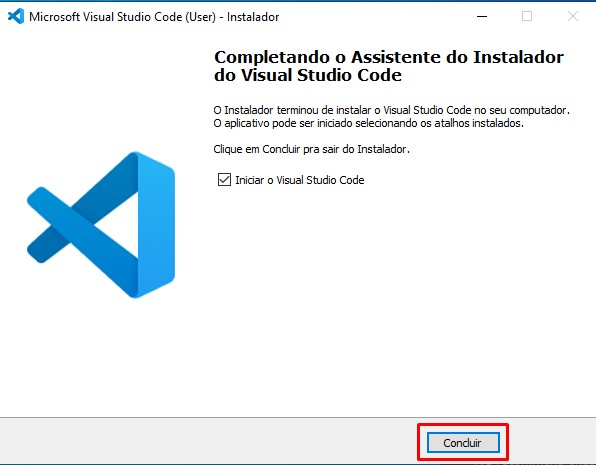 Microsoft Visual Studio Code (User) - Instalador
Completando o Assistente do Instalador
do Visual Studio Code
O Instalador terminou de instalar o Visual Studio Code no seu computador.
O aplicativo pode ser iniciado selecionando os atalhos instalados.
Clique em Concluir pra sair do Instalador.
Iniciar o Visual Studio Code
Concluir